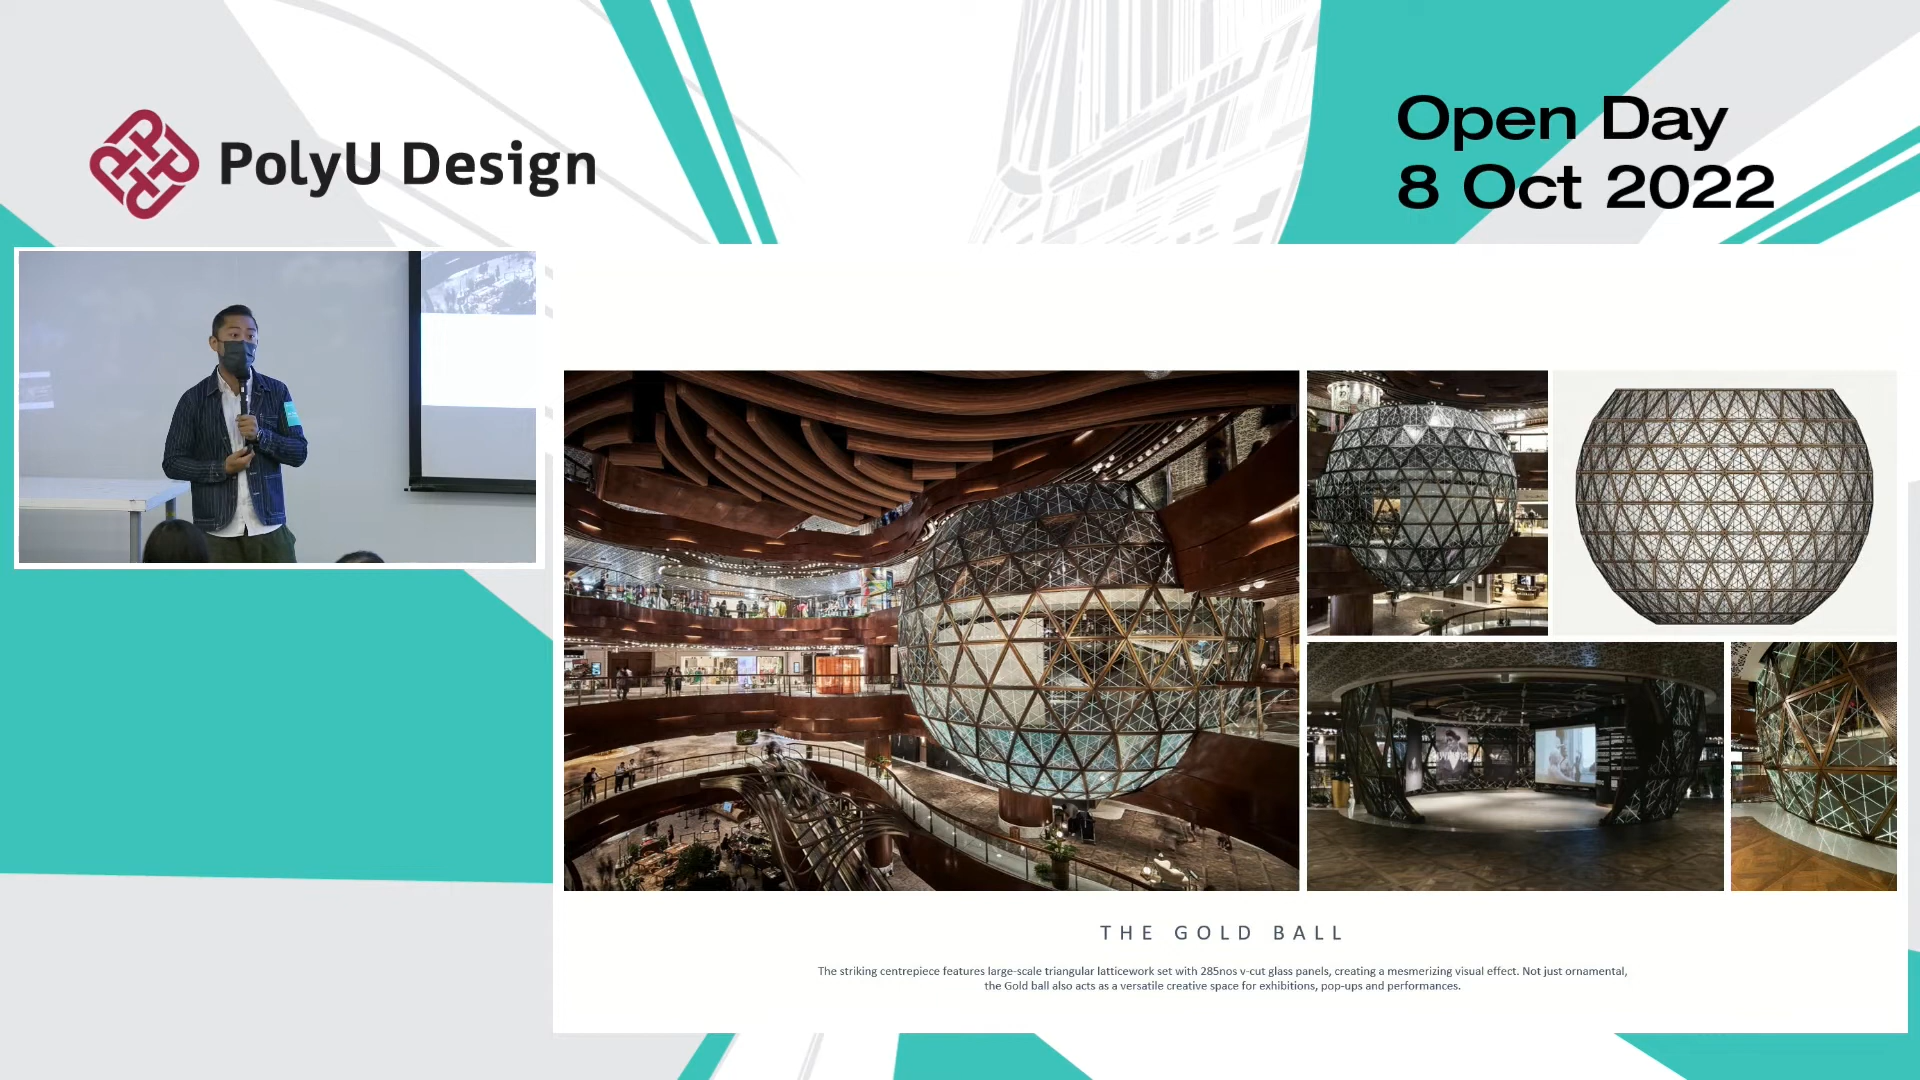 PolyU Design
Open Day
8 Oct 2022
THE GOLD BALL
The striking centrepiece features large-scale triangular latticework set with 285nos v-cut glass panels, creating a mesmerizing visual effect. Not just ornamental,
the Gold ball also acts as a versatile creative space for exhibitions, pop-ups and performances.